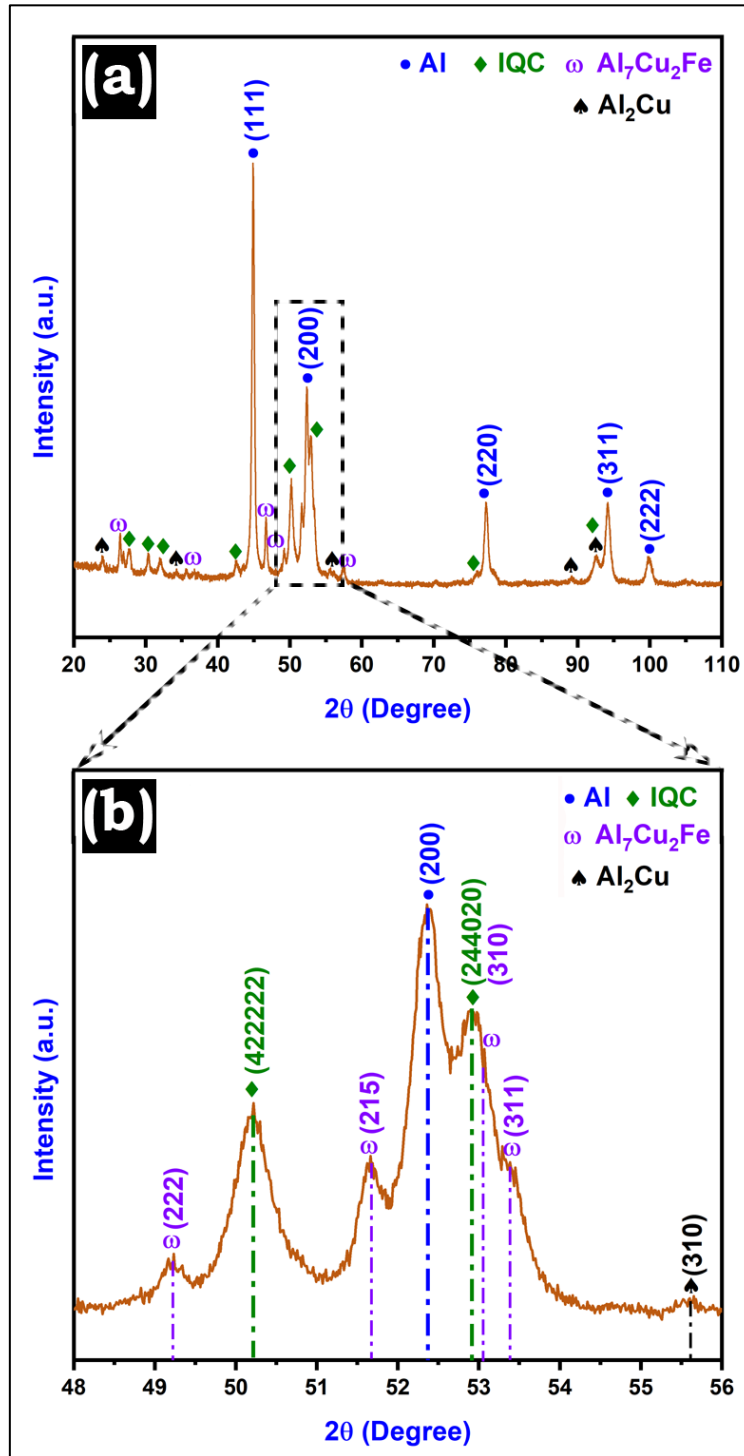 (a)
● Al ◆ IQC ω Al₇Cu₂Fe
♠ Al₂Cu
(111)
(200)
(220)
(311)
(222)
ω
ω
ω
ω
ω
Intensity (a.u.)
20 30 40 50 60 70 80 90 100 110
2θ (Degree)
(b)
● Al ◆ IQC
ω Al₇Cu₂Fe
♠ Al₂Cu
ω (222)
(422222)
ω (215)
(200)
(244020)
(310)
ω
ω (311)
(310)
Intensity (a.u.)
48 49 50 51 52 53 54 55 56
2θ (Degree)